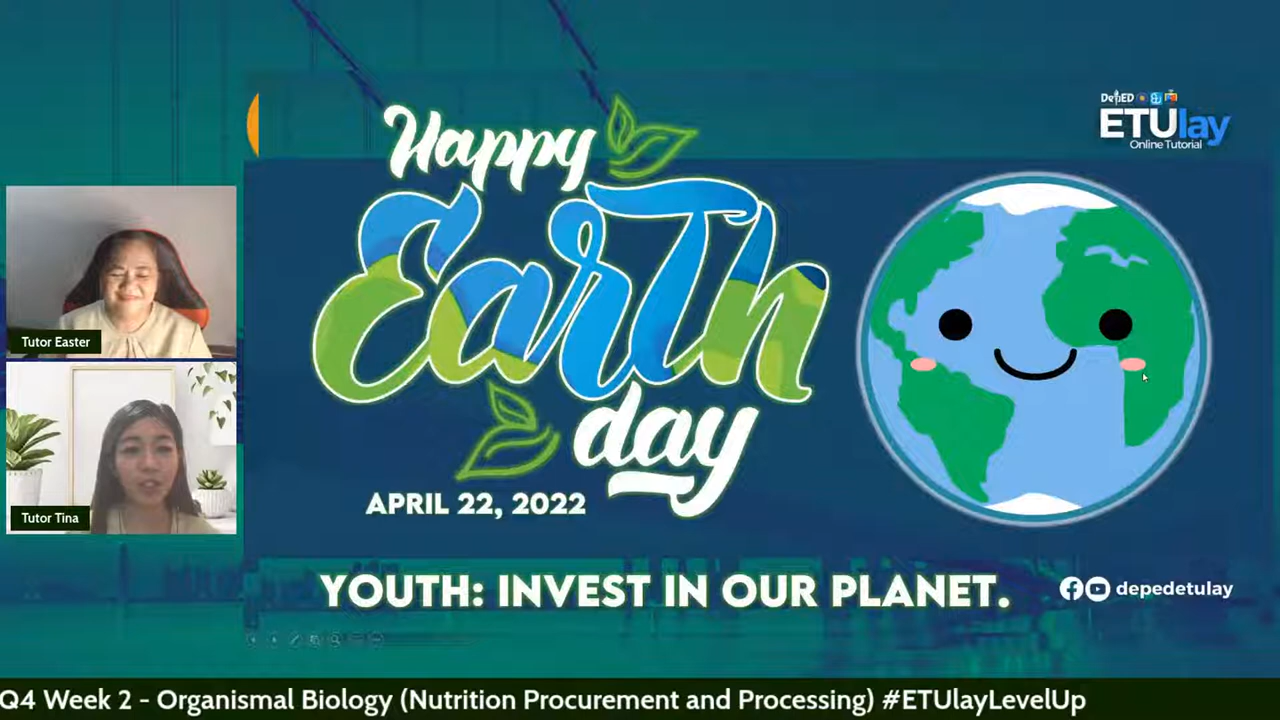 Happy
Earth
day
APRIL 22, 2022
YOUTH: INVEST IN OUR PLANET.
DepED
ETUlay
Online Tutorial
Tutor Easter
Tutor Tina
depedetulay
Q4 Week 2 - Organismal Biology (Nutrition Procurement and Processing) #ETUlayLevelUp